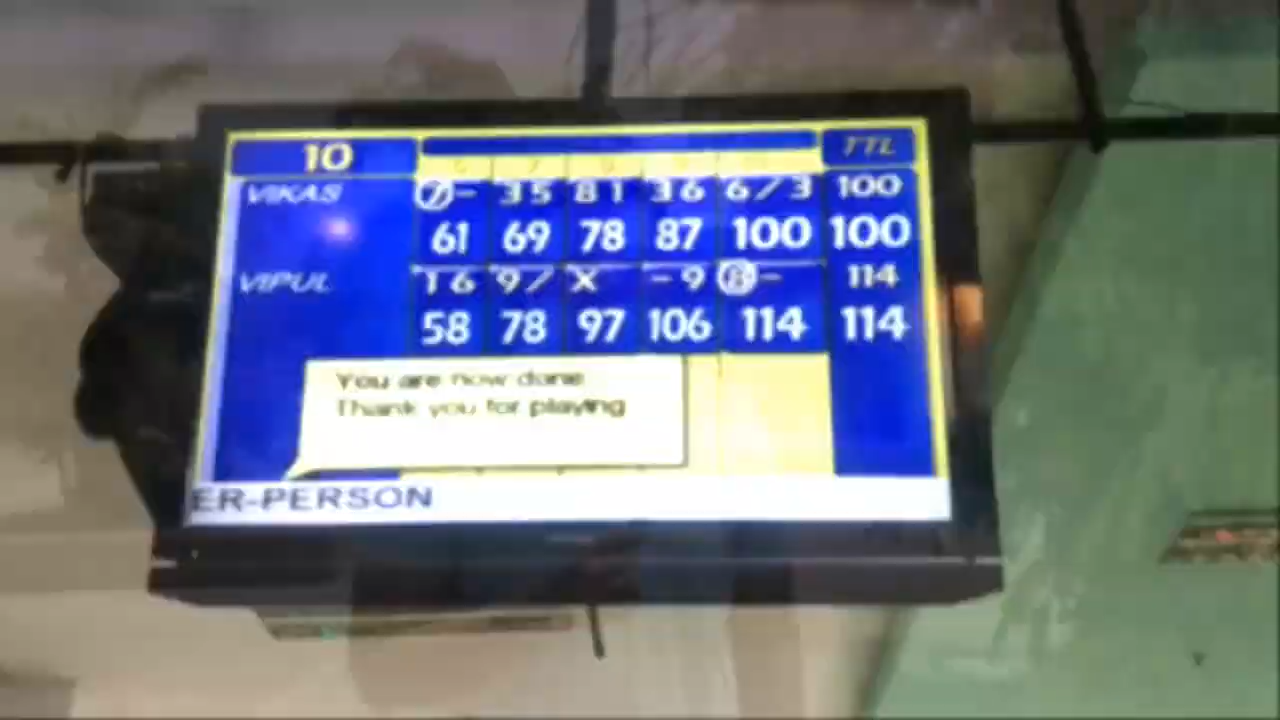 10 TTL
VIKAS 7- 35 81 36 6/3 100
61 69 78 87 100 100
VIPUL 16 9/ X -9 8- 114
58 78 97 106 114 114
You are now done
Thank you for playing
ER-PERSON